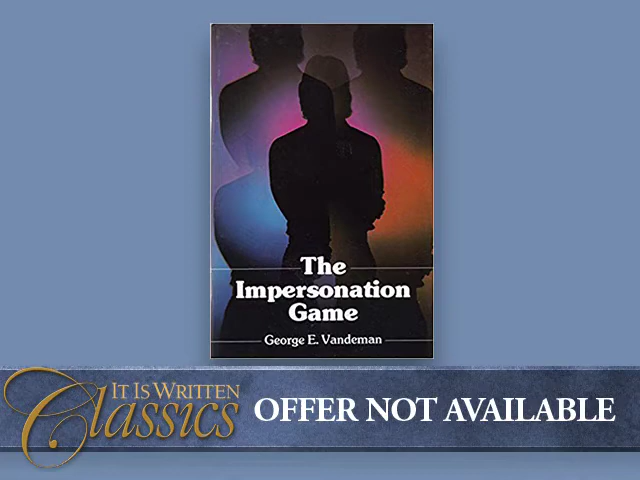 The
Impersonation
Game
George E. Vandeman
IT IS WRITTEN
Classics
OFFER NOT AVAILABLE